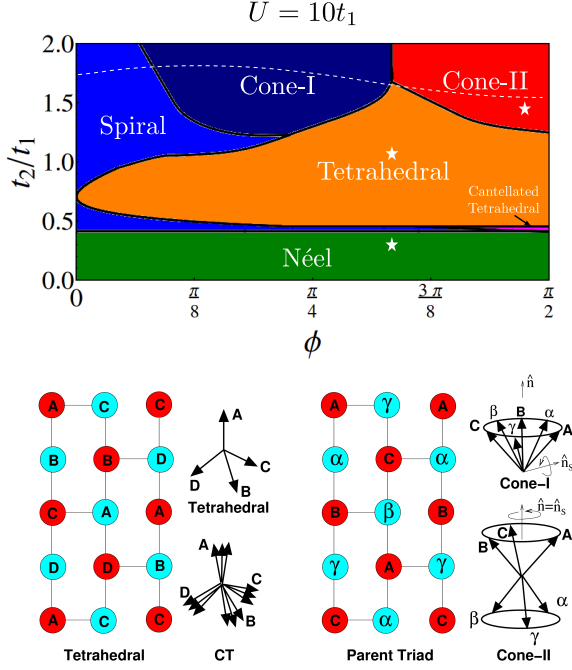 U = 10t₁
2.0
Cone-I
Cone-II
1.5
Spiral
t₂/t₁
1.0
Tetrahedral
Cantellated
Tetrahedral
0.5
Néel
0.0
0
π/8
π/4
3π/8
π/2
ϕ
A C C
B B D
C A A
D D B
A C C
Tetrahedral
A
C
B
D
Tetrahedral
A
D
C
B
CT
A γ A
α C α
B β B
γ A γ
C α C
Parent Triad
n̂
β B α
C γ A
ν n̂ₛ
Cone-I
n̂=n̂ₛ
C A
B
β α
γ
Cone-II